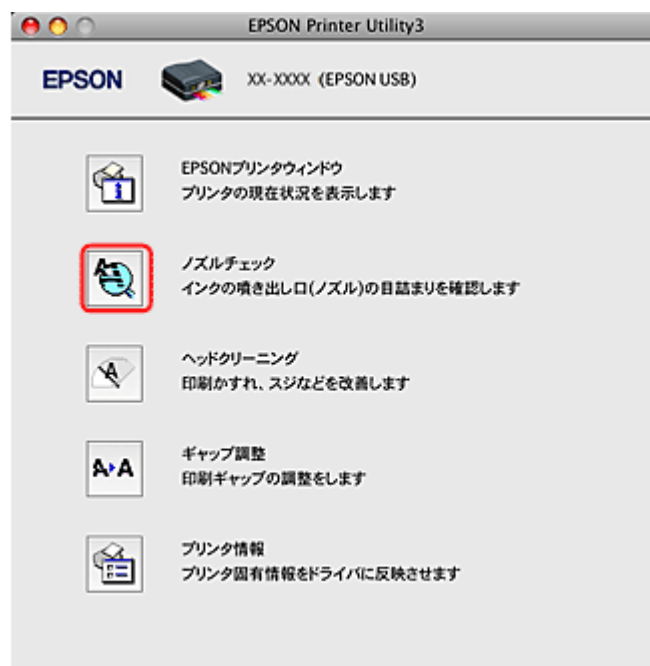 EPSON Printer Utility3
EPSON XX-XXXX (EPSON USB)
EPSONプリンタウィンドウ
プリンタの現在状況を表示します
ノズルチェック
インクの噴き出し口(ノズル)の目詰まりを確認します
ヘッドクリーニング
印刷かすれ、スジなどを改善します
ギャップ調整
印刷ギャップの調整をします
プリンタ情報
プリンタ固有情報をドライバに反映させます